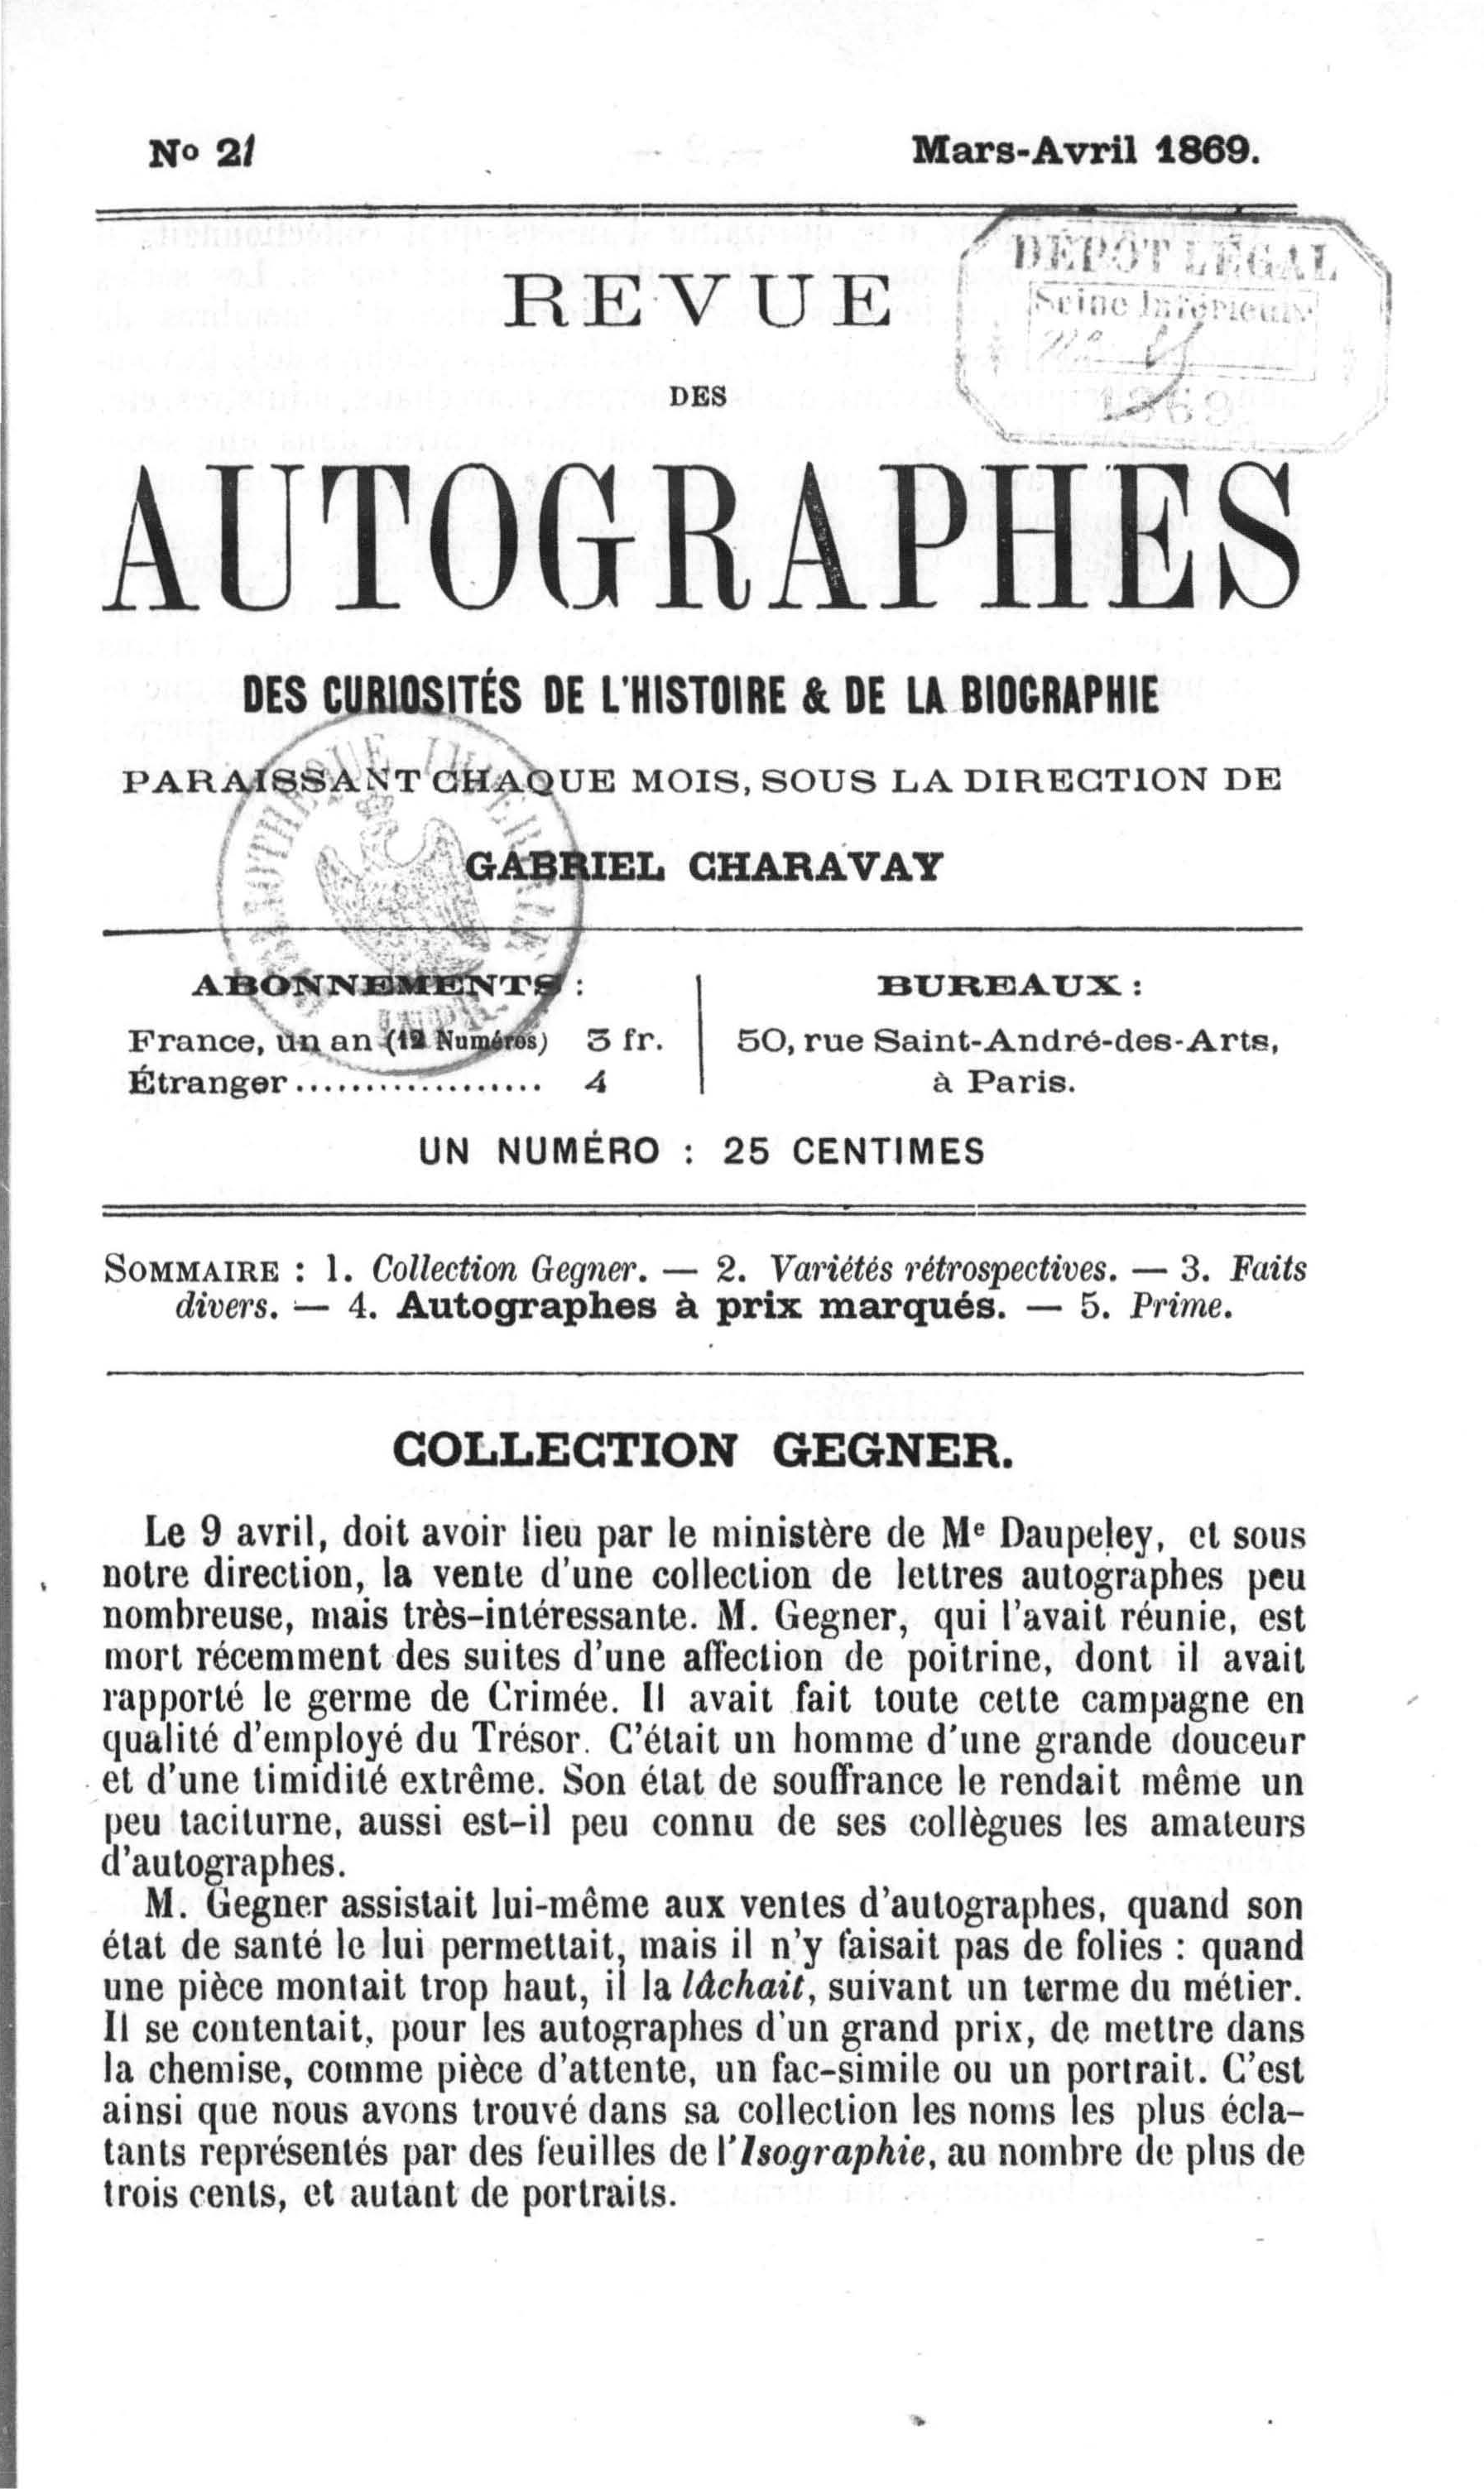 No 21
Mars-Avril 1869.
DÉPOT LÉGAL
Seine Inférieure
1869
REVUE
DES
AUTOGRAPHES
DES CURIOSITÉS DE L'HISTOIRE & DE LA BIOGRAPHIE
PARAISSANT CHAQUE MOIS, SOUS LA DIRECTION DE
GABRIEL CHARAVAY
BIBLIOTHEQUE IMPERIALE
IMPR.
ABONNEMENTS :
France, un an (12 Numéros) 3 fr.
Étranger.................. 4
BUREAUX :
50, rue Saint-André-des-Arts,
à Paris.
UN NUMÉRO : 25 CENTIMES
SOMMAIRE : 1. Collection Gegner. — 2. Variétés rétrospectives. — 3. Faits
divers. — 4. Autographes à prix marqués. — 5. Prime.
COLLECTION GEGNER.
Le 9 avril, doit avoir lieu par le ministère de Me Daupeley, et sous
notre direction, la vente d'une collection de lettres autographes peu
nombreuse, mais très-intéressante. M. Gegner, qui l'avait réunie, est
mort récemment des suites d'une affection de poitrine, dont il avait
rapporté le germe de Crimée. Il avait fait toute cette campagne en
qualité d'employé du Trésor. C'était un homme d'une grande douceur
et d'une timidité extrême. Son état de souffrance le rendait même un
peu taciturne, aussi est-il peu connu de ses collègues les amateurs
d'autographes.
M. Gegner assistait lui-même aux ventes d'autographes, quand son
état de santé le lui permettait, mais il n'y faisait pas de folies : quand
une pièce montait trop haut, il la lâchait, suivant un terme du métier.
Il se contentait, pour les autographes d'un grand prix, de mettre dans
la chemise, comme pièce d'attente, un fac-simile ou un portrait. C'est
ainsi que nous avons trouvé dans sa collection les noms les plus écla-
tants représentés par des feuilles de l'Isographie, au nombre de plus de
trois cents, et autant de portraits.